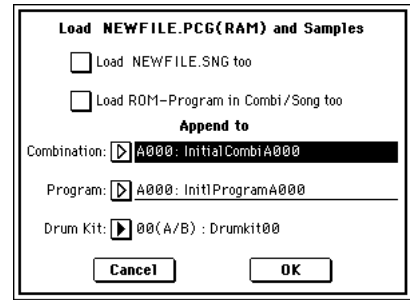 Load NEWFILE.PCG(RAM) and Samples
Load NEWFILE.SNG too
Load ROM-Program in Combi/Song too
Append to
Combination: A000: InitialCombiA000
Program: A000: InitlProgramA000
Drum Kit: 00(A/B) : Drumkit00
Cancel OK